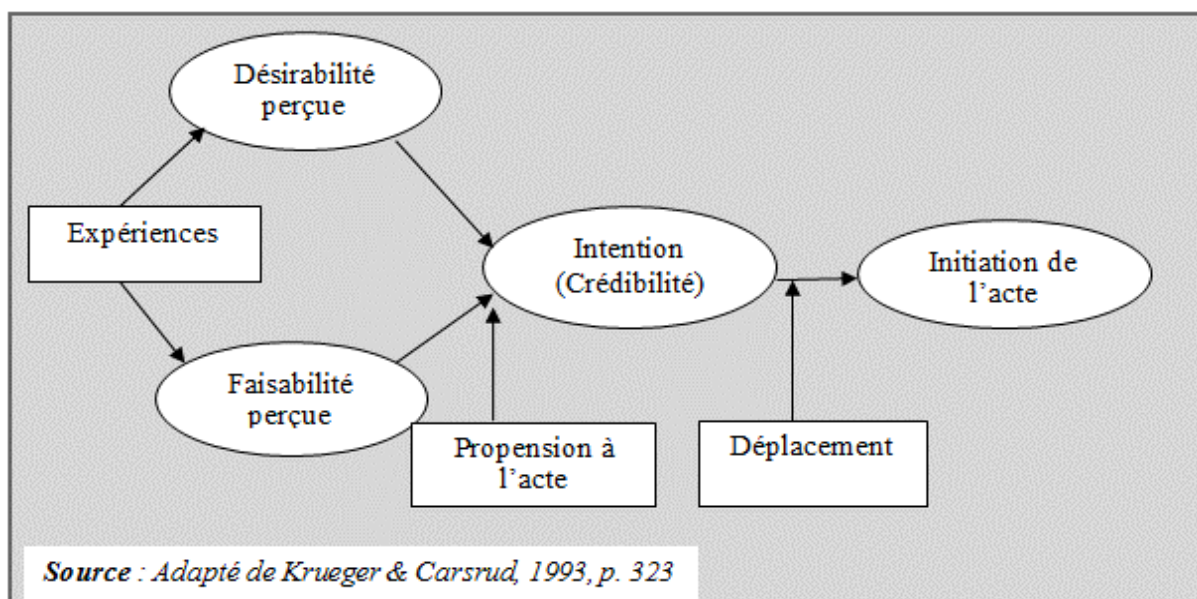 Désirabilité
perçue
Expériences
Intention
(Crédibilité)
Initiation de
l’acte
Faisabilité
perçue
Propension à
l’acte
Déplacement
Source : Adapté de Krueger & Carsrud, 1993, p. 323